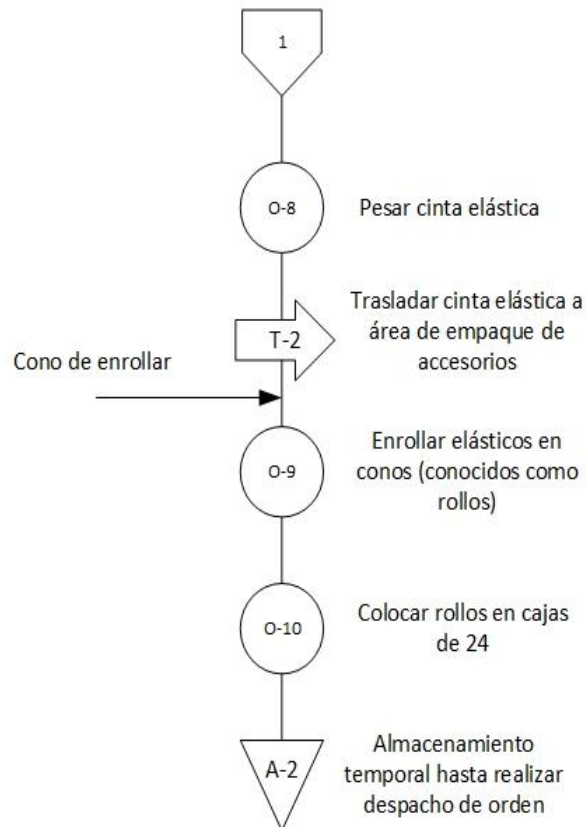 1
O-8
Pesar cinta elástica
T-2
Trasladar cinta elástica a
área de empaque de
accesorios
Cono de enrollar
O-9
Enrollar elásticos en
conos (conocidos como
rollos)
O-10
Colocar rollos en cajas
de 24
A-2
Almacenamiento
temporal hasta realizar
despacho de orden